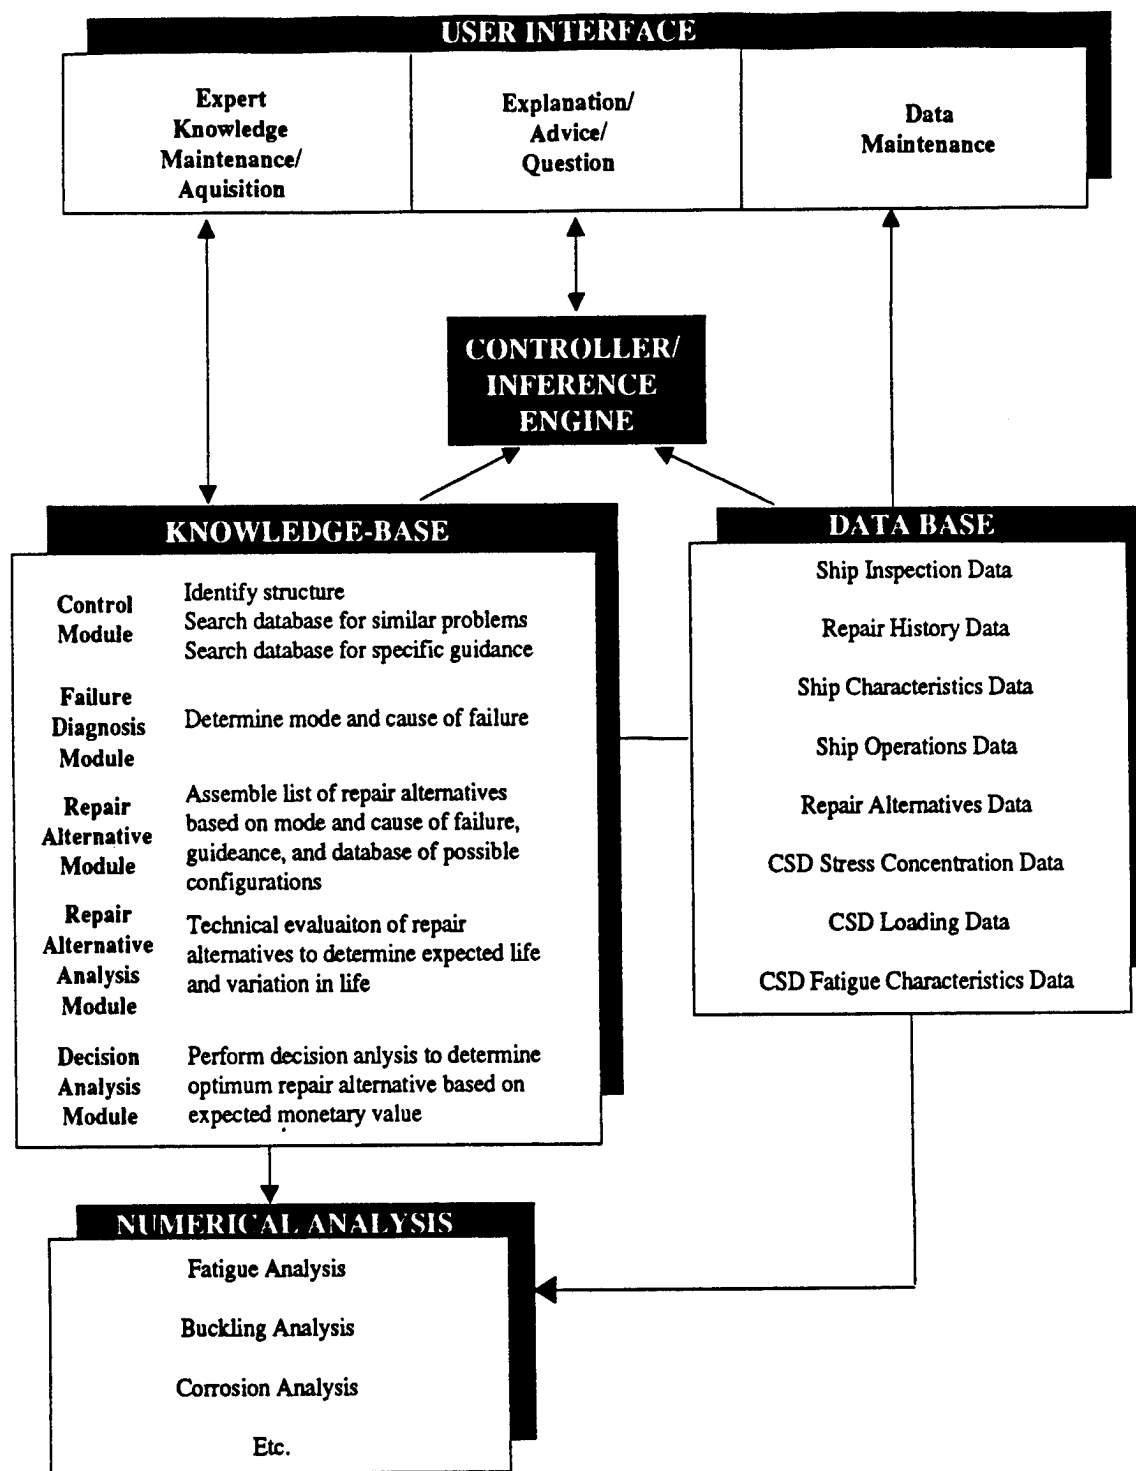 USER INTERFACE
Expert
Knowledge
Maintenance/
Aquisition
Explanation/
Advice/
Question
Data
Maintenance
CONTROLLER/
INFERENCE
ENGINE
KNOWLEDGE-BASE
Control
Module
Identify structure
Search database for similar problems
Search database for specific guidance
Failure
Diagnosis
Module
Determine mode and cause of failure
Repair
Alternative
Module
Assemble list of repair alternatives
based on mode and cause of failure,
guideance, and database of possible
configurations
Repair
Alternative
Analysis
Module
Technical evaluaiton of repair
alternatives to determine expected life
and variation in life
Decision
Analysis
Module
Perform decision anlysis to determine
optimum repair alternative based on
expected monetary value
DATA BASE
Ship Inspection Data
Repair History Data
Ship Characteristics Data
Ship Operations Data
Repair Alternatives Data
CSD Stress Concentration Data
CSD Loading Data
CSD Fatigue Characteristics Data
NUMERICAL ANALYSIS
Fatigue Analysis
Buckling Analysis
Corrosion Analysis
Etc.